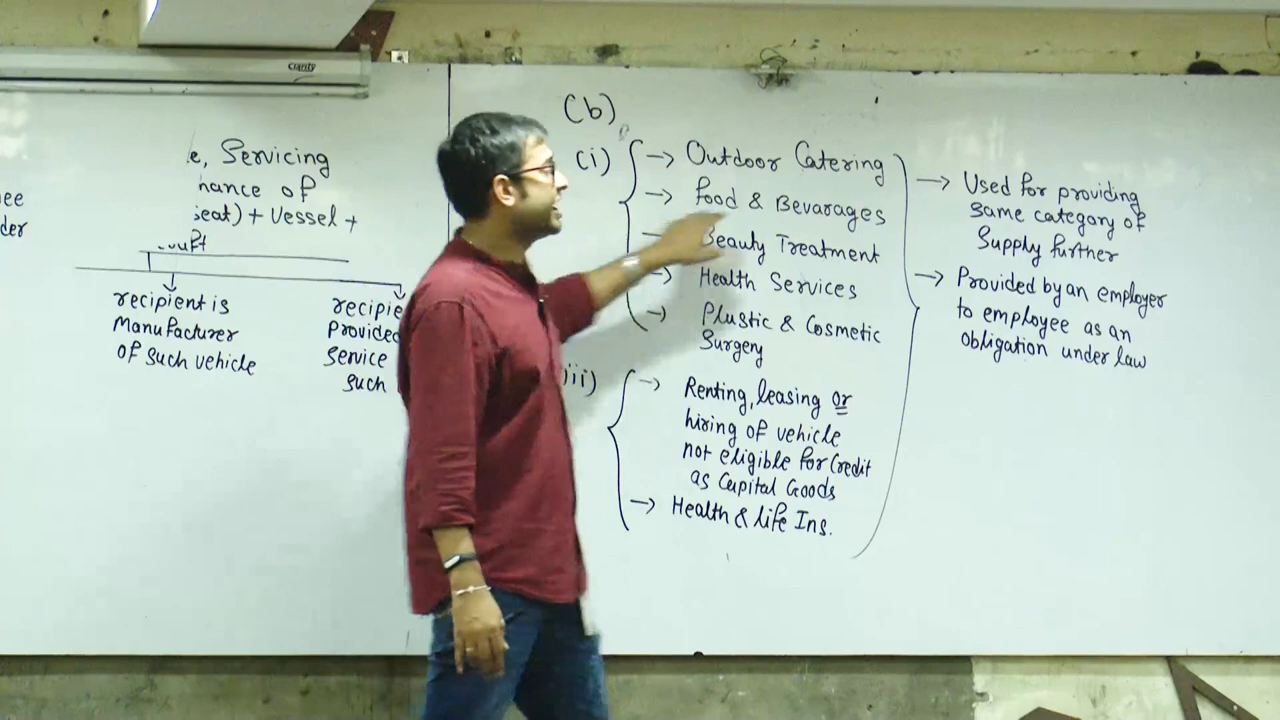 Clarity
ee
der
e, Servicing
nance of
seat) + Vessel +
recipient is
Manufacturer
of such vehicle
recipie
Provided
Service
such
(b)
(i)
→ Outdoor Catering
→ Food & Bevarages
Beauty Treatment
→ Health Services
→ Plastic & Cosmetic
Surgery
iii)
→ Renting, leasing or
hiring of vehicle
not eligible for Credit
as Capital Goods
→ Health & life Ins.
→ Used for providing
Same category of
Supply further
→ Provided by an employer
to employee as an
obligation under law